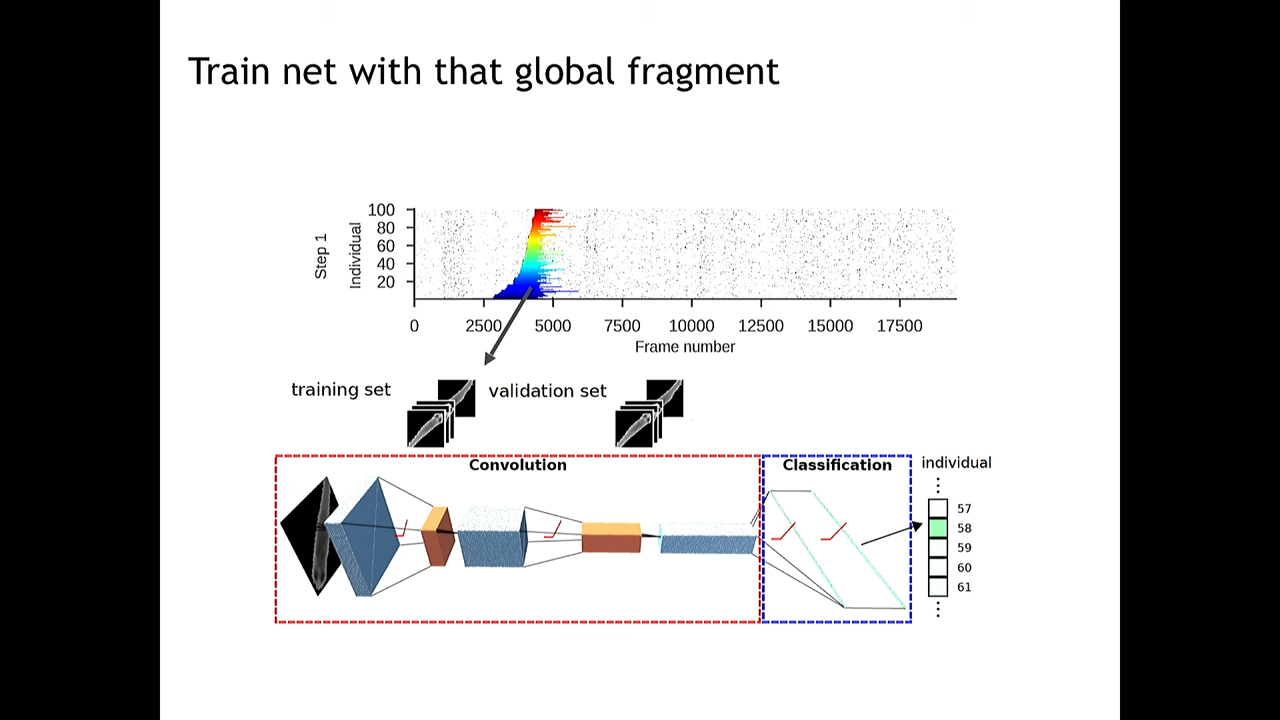 Train net with that global fragment
Step 1
Individual
100
80
60
40
20
0 2500 5000 7500 10000 12500 15000 17500
Frame number
training set
validation set
Convolution
Classification
individual
57
58
59
60
61